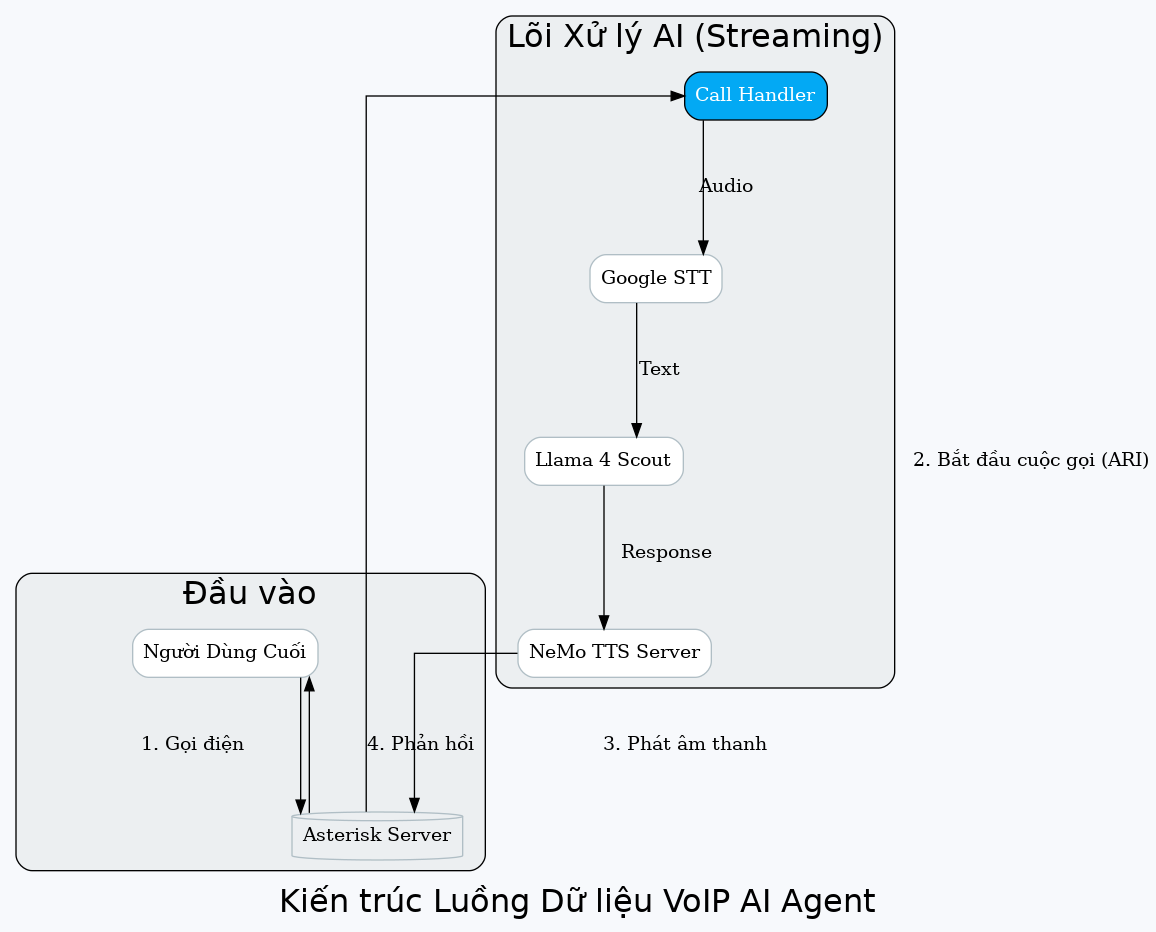 Lõi Xử lý AI (Streaming)
Call Handler
Audio
Google STT
Text
Llama 4 Scout
2. Bắt đầu cuộc gọi (ARI)
Response
Đầu vào
Người Dùng Cuối
NeMo TTS Server
1. Gọi điện
4. Phản hồi
3. Phát âm thanh
Asterisk Server
Kiến trúc Luồng Dữ liệu VoIP AI Agent